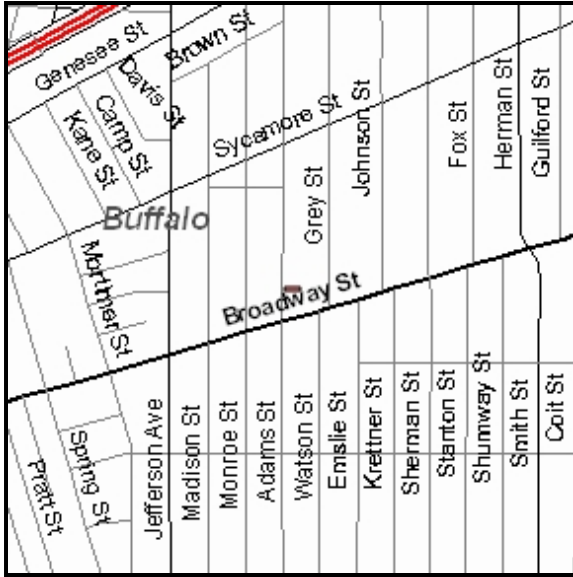 Genesee St
Brown St
Davis St
Camp St
Kane St
Sycamore St
Johnson St
Fox St
Herman St
Guilford St
Grey St
Buffalo
Mortimer St
Broadway St
Jefferson Ave
Madison St
Monroe St
Adams St
Watson St
Emslie St
Krettner St
Sherman St
Stanton St
Shumway St
Smith St
Coit St
Spring St
Pratt St